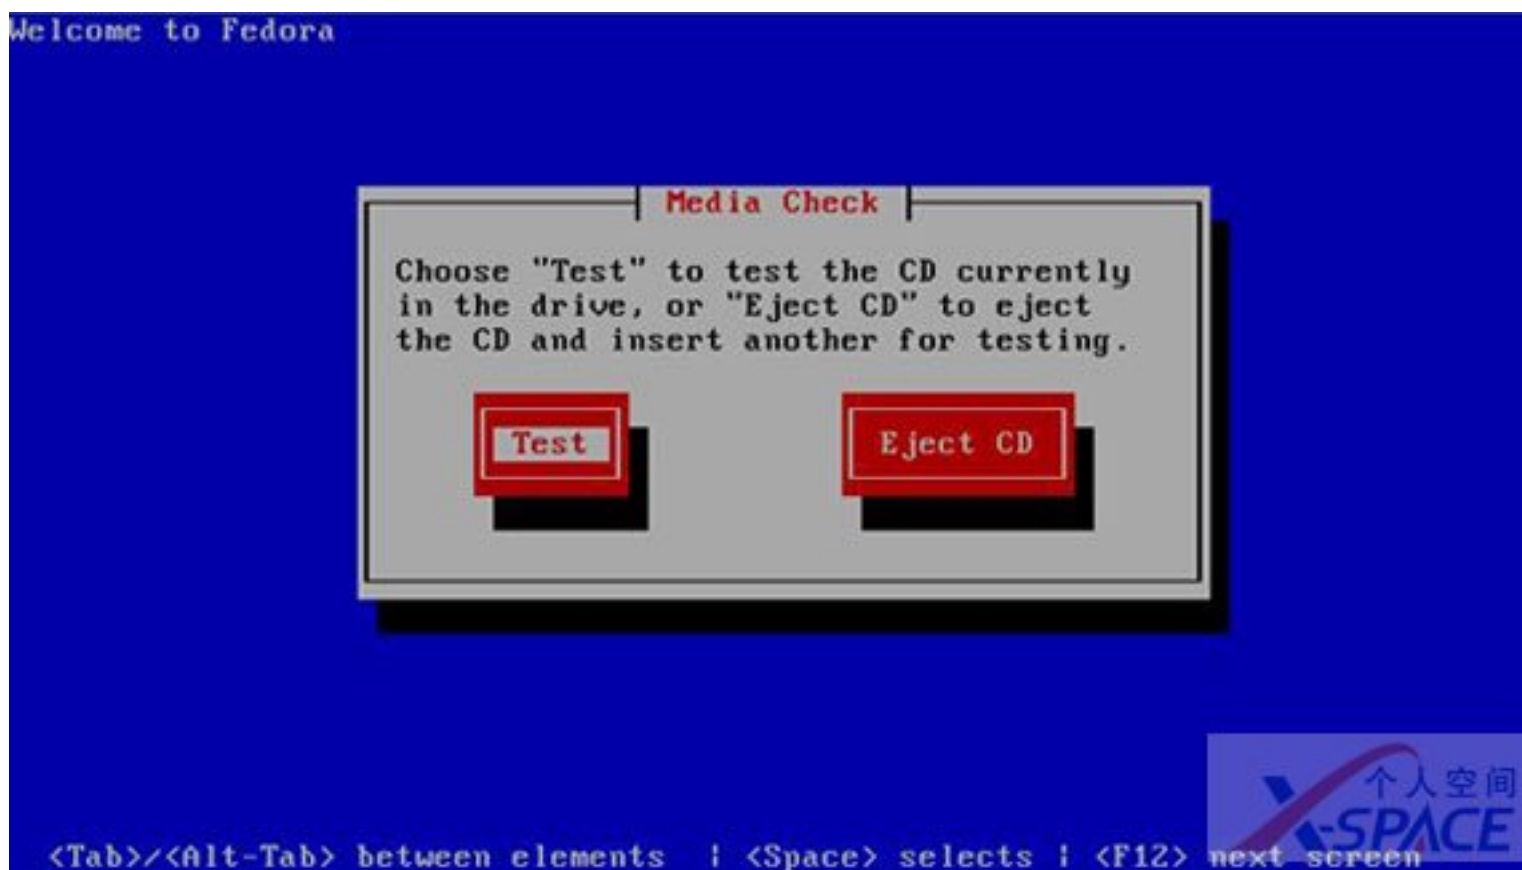 Welcome to Fedora
Media Check
Choose "Test" to test the CD currently
in the drive, or "Eject CD" to eject
the CD and insert another for testing.
Test
Eject CD
个人空间
X-SPACE
<Tab>/<Alt-Tab> between elements | <Space> selects | <F12> next screen